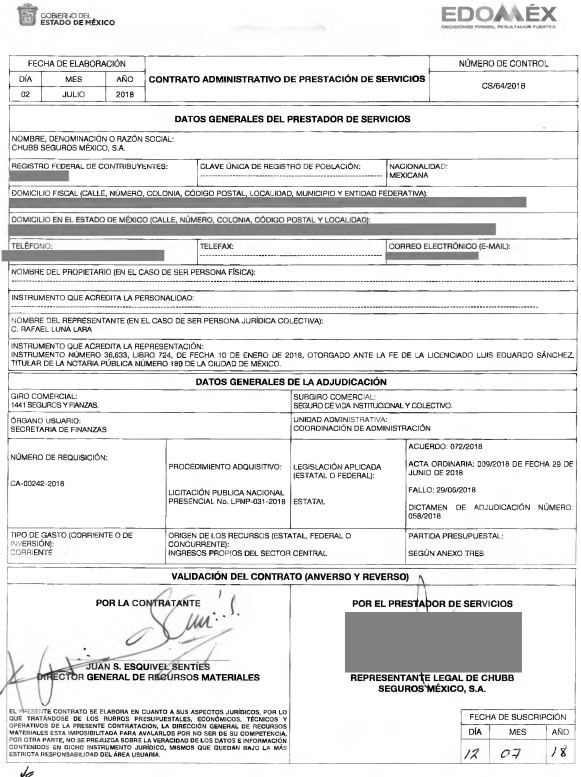 GOBIERNO DEL
ESTADO DE MÉXICO
EDOMÉX
DECISIONES FIRMES, RESULTADOS FUERTES.
FECHA DE ELABORACIÓN
DÍA MES AÑO
02 JULIO 2018
CONTRATO ADMINISTRATIVO DE PRESTACIÓN DE SERVICIOS
NÚMERO DE CONTROL
CS/64/2018
DATOS GENERALES DEL PRESTADOR DE SERVICIOS
NOMBRE, DENOMINACIÓN O RAZÓN SOCIAL:
CHUBB SEGUROS MÉXICO, S.A.
REGISTRO FEDERAL DE CONTRIBUYENTES:
CLAVE ÚNICA DE REGISTRO DE POBLACIÓN:
NACIONALIDAD:
MEXICANA
DOMICILIO FISCAL (CALLE, NÚMERO, COLONIA, CÓDIGO POSTAL, LOCALIDAD, MUNICIPIO Y ENTIDAD FEDERATIVA):
DOMICILIO EN EL ESTADO DE MÉXICO (CALLE, NÚMERO, COLONIA, CÓDIGO POSTAL Y LOCALIDAD):
TELÉFONO:
TELEFAX:
CORREO ELECTRÓNICO (E-MAIL):
NOMBRE DEL PROPIETARIO (EN EL CASO DE SER PERSONA FÍSICA):
INSTRUMENTO QUE ACREDITA LA PERSONALIDAD:
NOMBRE DEL REPRESENTANTE (EN EL CASO DE SER PERSONA JURÍDICA COLECTIVA):
C. RAFAEL LUNA LARA
INSTRUMENTO QUE ACREDITA LA REPRESENTACIÓN:
INSTRUMENTO NÚMERO 36,633, LIBRO 724, DE FECHA 10 DE ENERO DE 2018, OTORGADO ANTE LA FE DE LA LICENCIADO LUIS EDUARDO SÁNCHEZ,
TITULAR DE LA NOTARIA PÚBLICA NÚMERO 180 DE LA CIUDAD DE MÉXICO.
DATOS GENERALES DE LA ADJUDICACIÓN
GIRO COMERCIAL:
1441 SEGUROS Y FIANZAS.
SUBGIRO COMERCIAL:
SEGURO DE VIDA INSTITUCIONAL Y COLECTIVO.
ÓRGANO USUARIO:
SECRETARIA DE FINANZAS
UNIDAD ADMINISTRATIVA:
COORDINACIÓN DE ADMINISTRACIÓN
NÚMERO DE REQUISICIÓN:
CA-00242-2018
PROCEDIMIENTO ADQUISITIVO:
LICITACIÓN PUBLICA NACIONAL
PRESENCIAL No. LPNP-031-2018
LEGISLACIÓN APLICADA
(ESTATAL O FEDERAL):
ESTATAL
ACUERDO: 072/2018
ACTA ORDINARIA: 009/2018 DE FECHA 29 DE
JUNIO DE 2018
FALLO: 29/06/2018
DICTAMEN DE ADJUDICACIÓN NÚMERO:
058/2018
TIPO DE GASTO (CORRIENTE O DE
INVERSIÓN):
CORRIENTE
ORIGEN DE LOS RECURSOS (ESTATAL, FEDERAL O
CONCURRENTE):
INGRESOS PROPIOS DEL SECTOR CENTRAL
PARTIDA PRESUPUESTAL:
SEGÚN ANEXO TRES
VALIDACIÓN DEL CONTRATO (ANVERSO Y REVERSO)
POR LA CONTRATANTE
JUAN S. ESQUIVEL SENTÍES
DIRECTOR GENERAL DE RECURSOS MATERIALES
POR EL PRESTADOR DE SERVICIOS
REPRESENTANTE LEGAL DE CHUBB
SEGUROS MÉXICO, S.A.
EL PRESENTE CONTRATO SE ELABORA EN CUANTO A SUS ASPECTOS JURÍDICOS, POR LO
QUE TRATÁNDOSE DE LOS RUBROS PRESUPUESTALES, ECONÓMICOS, TÉCNICOS Y
OPERATIVOS DE LA PRESENTE CONTRATACIÓN, LA DIRECCIÓN GENERAL DE RECURSOS
MATERIALES ESTA IMPOSIBILITADA PARA AVALARLOS POR NO SER DE SU COMPETENCIA,
POR OTRA PARTE, NO SE PREJUZGA SOBRE LA VERACIDAD DE LOS DATOS E INFORMACIÓN
CONTENIDOS EN DICHO INSTRUMENTO JURÍDICO, MISMOS QUE QUEDAN BAJO LA MÁS
ESTRICTA RESPONSABILIDAD DEL ÁREA USUARIA.
FECHA DE SUSCRIPCIÓN
DÍA MES AÑO
12 07 18